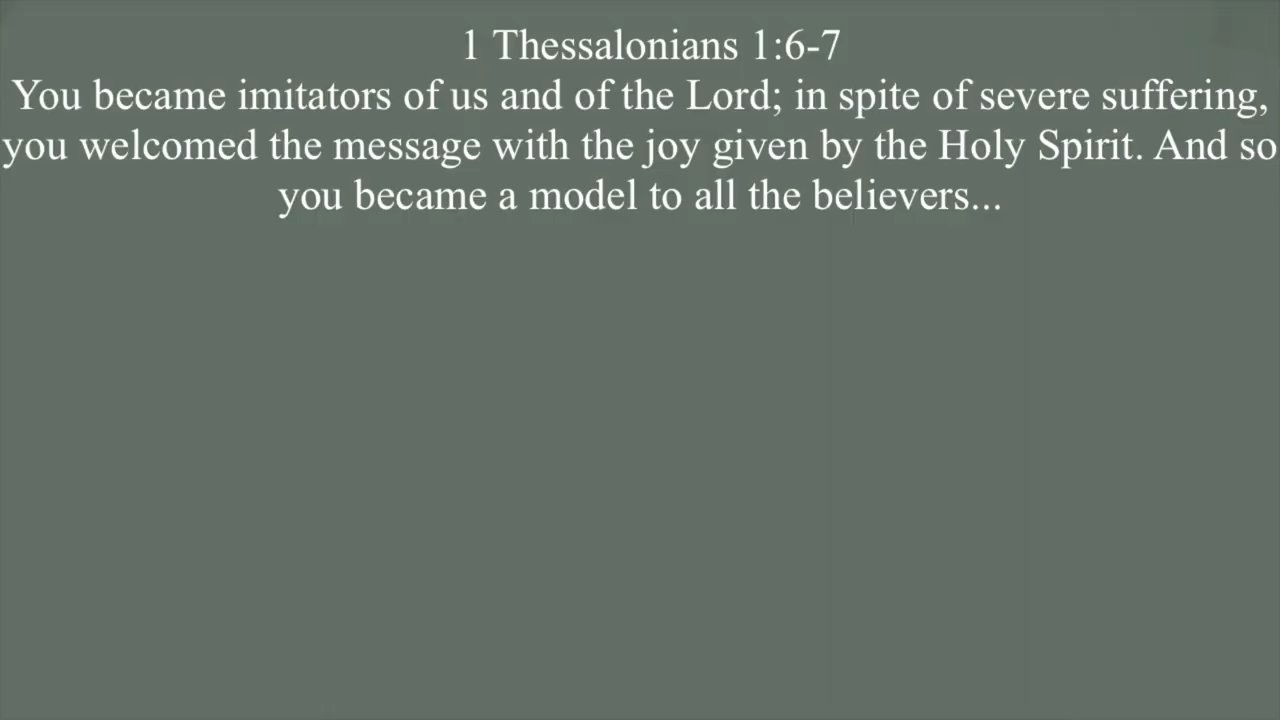 1 Thessalonians 1:6-7
You became imitators of us and of the Lord; in spite of severe suffering,
you welcomed the message with the joy given by the Holy Spirit. And so
you became a model to all the believers...